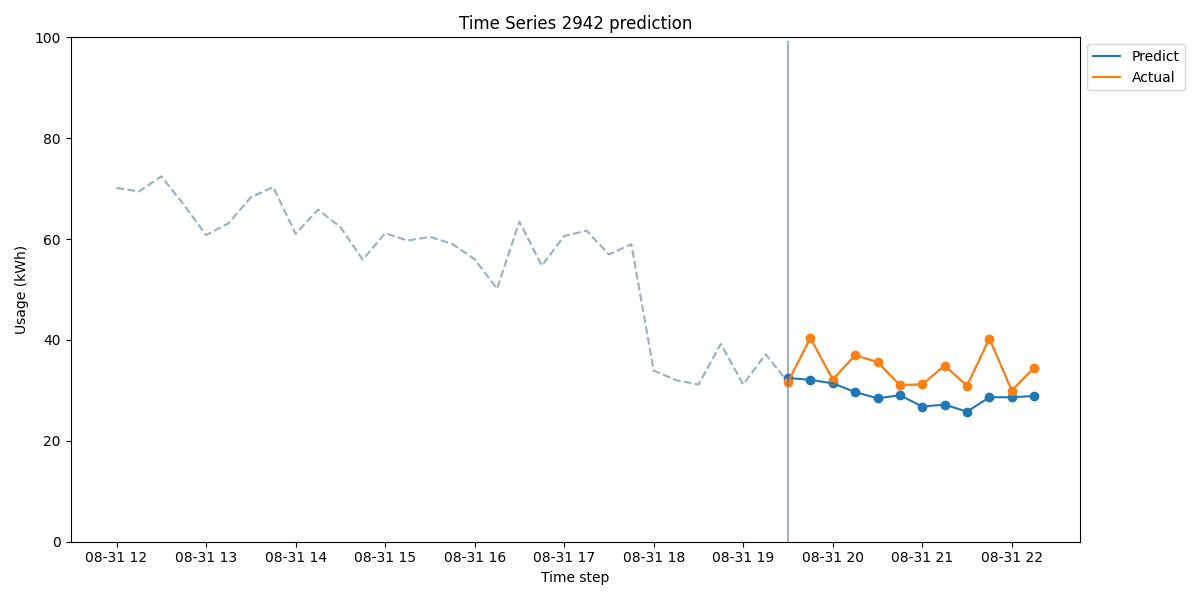 Time Series 2942 prediction
Predict
Actual
100
80
60
40
20
0
Usage (kWh)
08-31 12 08-31 13 08-31 14 08-31 15 08-31 16 08-31 17 08-31 18 08-31 19 08-31 20 08-31 21 08-31 22
Time step